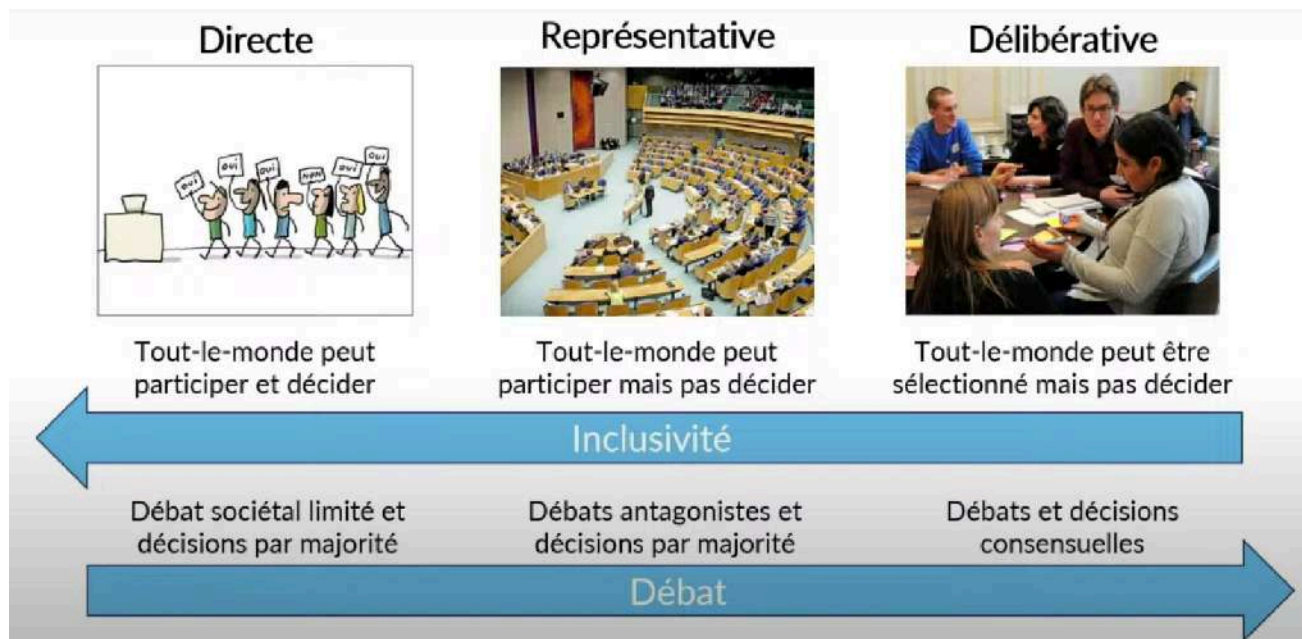 Directe
Représentative
Délibérative
OUI
OUI
OUI
NON
OUI
OUI
Tout-le-monde peut
participer et décider
Tout-le-monde peut
participer mais pas décider
Tout-le-monde peut être
sélectionné mais pas décider
Inclusivité
Débat sociétal limité et
décisions par majorité
Débats antagonistes et
décisions par majorité
Débats et décisions
consensuelles
Débat